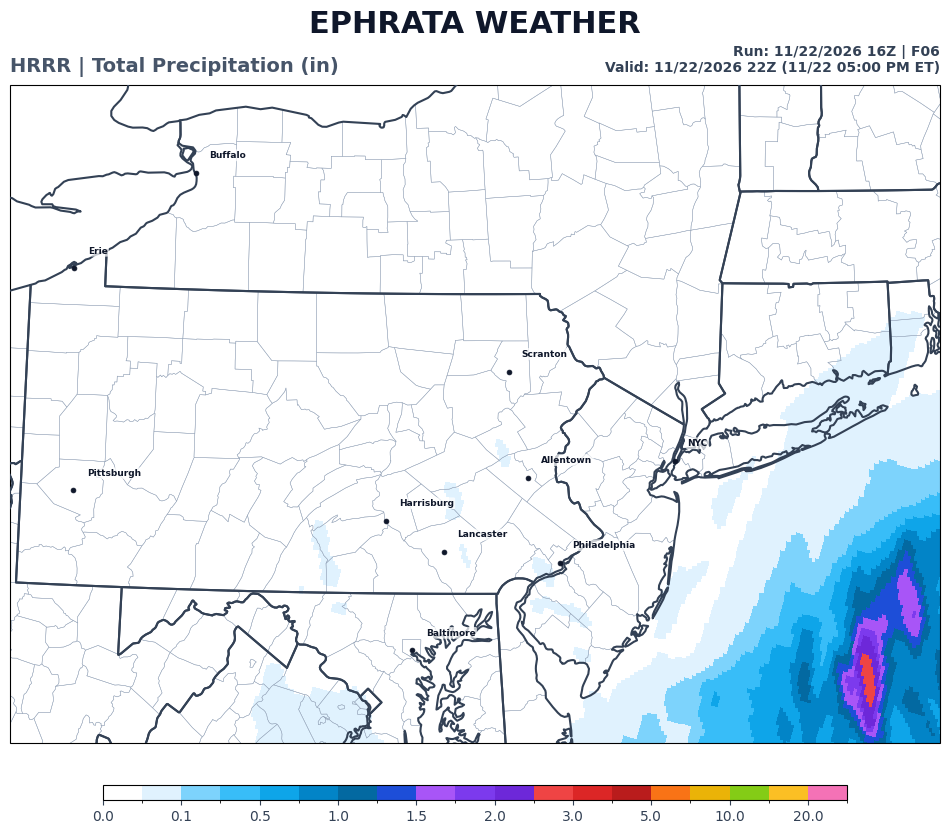 EPHRATA WEATHER
HRRR | Total Precipitation (in)
Run: 11/22/2026 16Z | F06
Valid: 11/22/2026 22Z (11/22 05:00 PM ET)
Buffalo
Erie
Scranton
NYC
Allentown
Pittsburgh
Harrisburg
Lancaster
Philadelphia
Baltimore
0.0 0.1 0.5 1.0 1.5 2.0 3.0 5.0 10.0 20.0